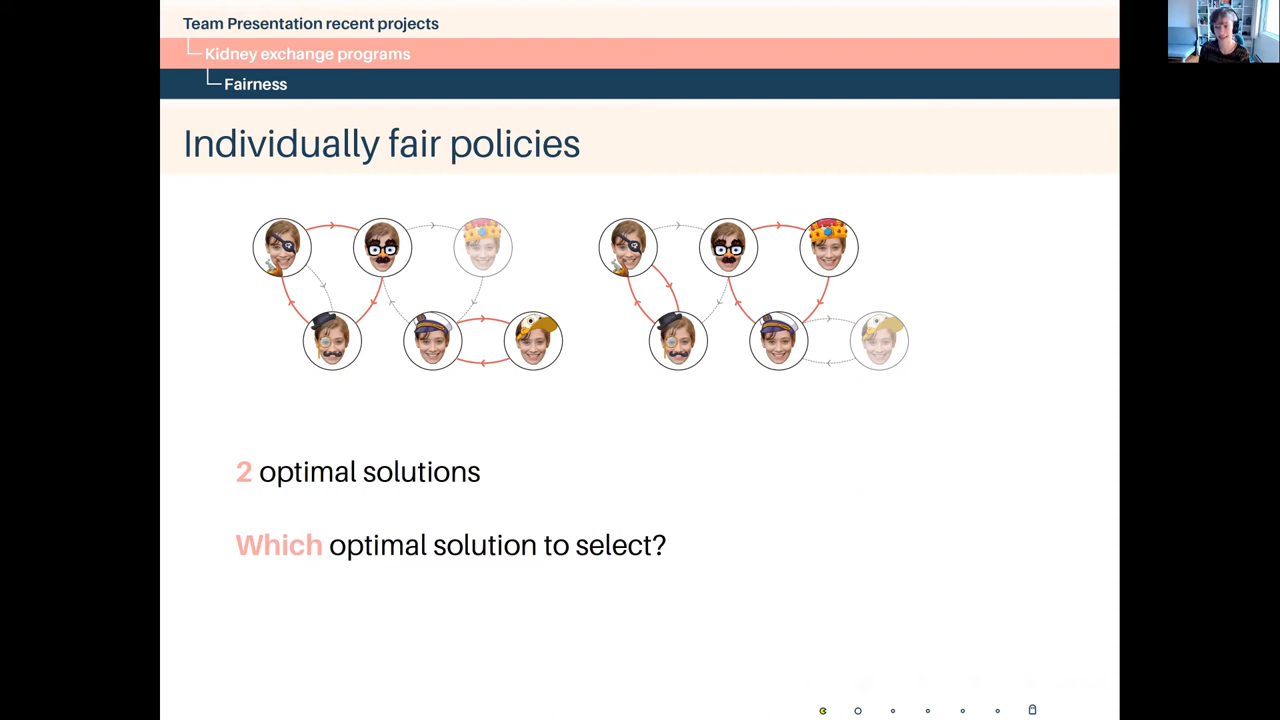 Team Presentation recent projects
Kidney exchange programs
Fairness
Individually fair policies
2 optimal solutions
Which optimal solution to select?